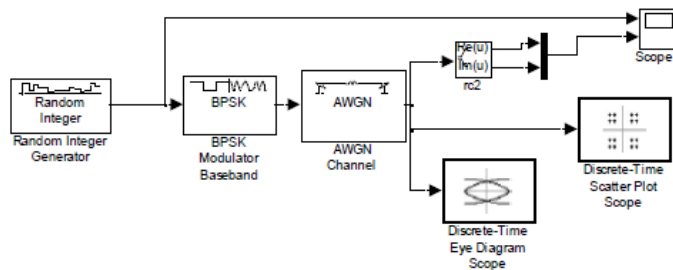 Random
Integer
Random Integer
Generator
BPSK
BPSK
Modulator
Baseband
AWGN
AWGN
Channel
Re(u)
Im(u)
rc2
Scope
Discrete-Time
Scatter Plot
Scope
Discrete-Time
Eye Diagram
Scope